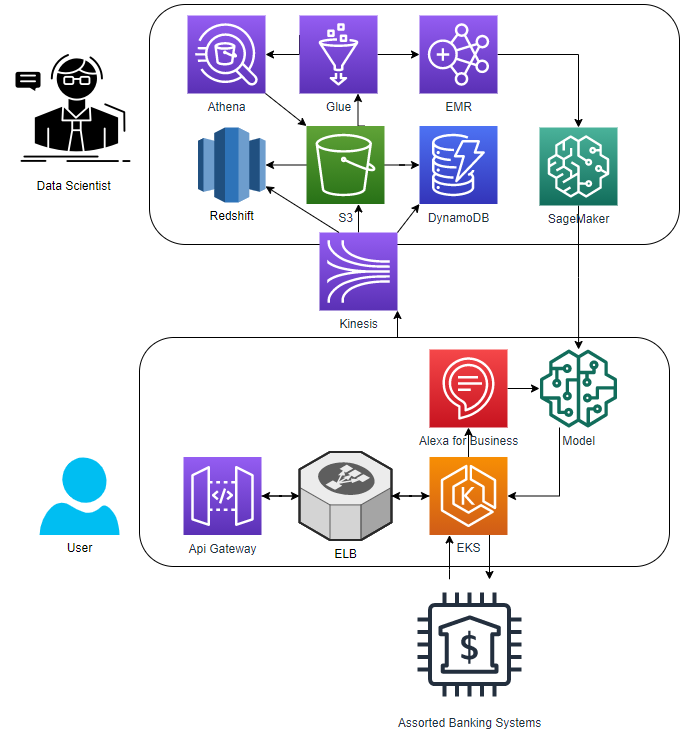 Athena
Glue
EMR
Data Scientist
Redshift
S3
DynamoDB
SageMaker
Kinesis
Alexa for Business
Model
</>
K
User
Api Gateway
ELB
EKS
$
Assorted Banking Systems